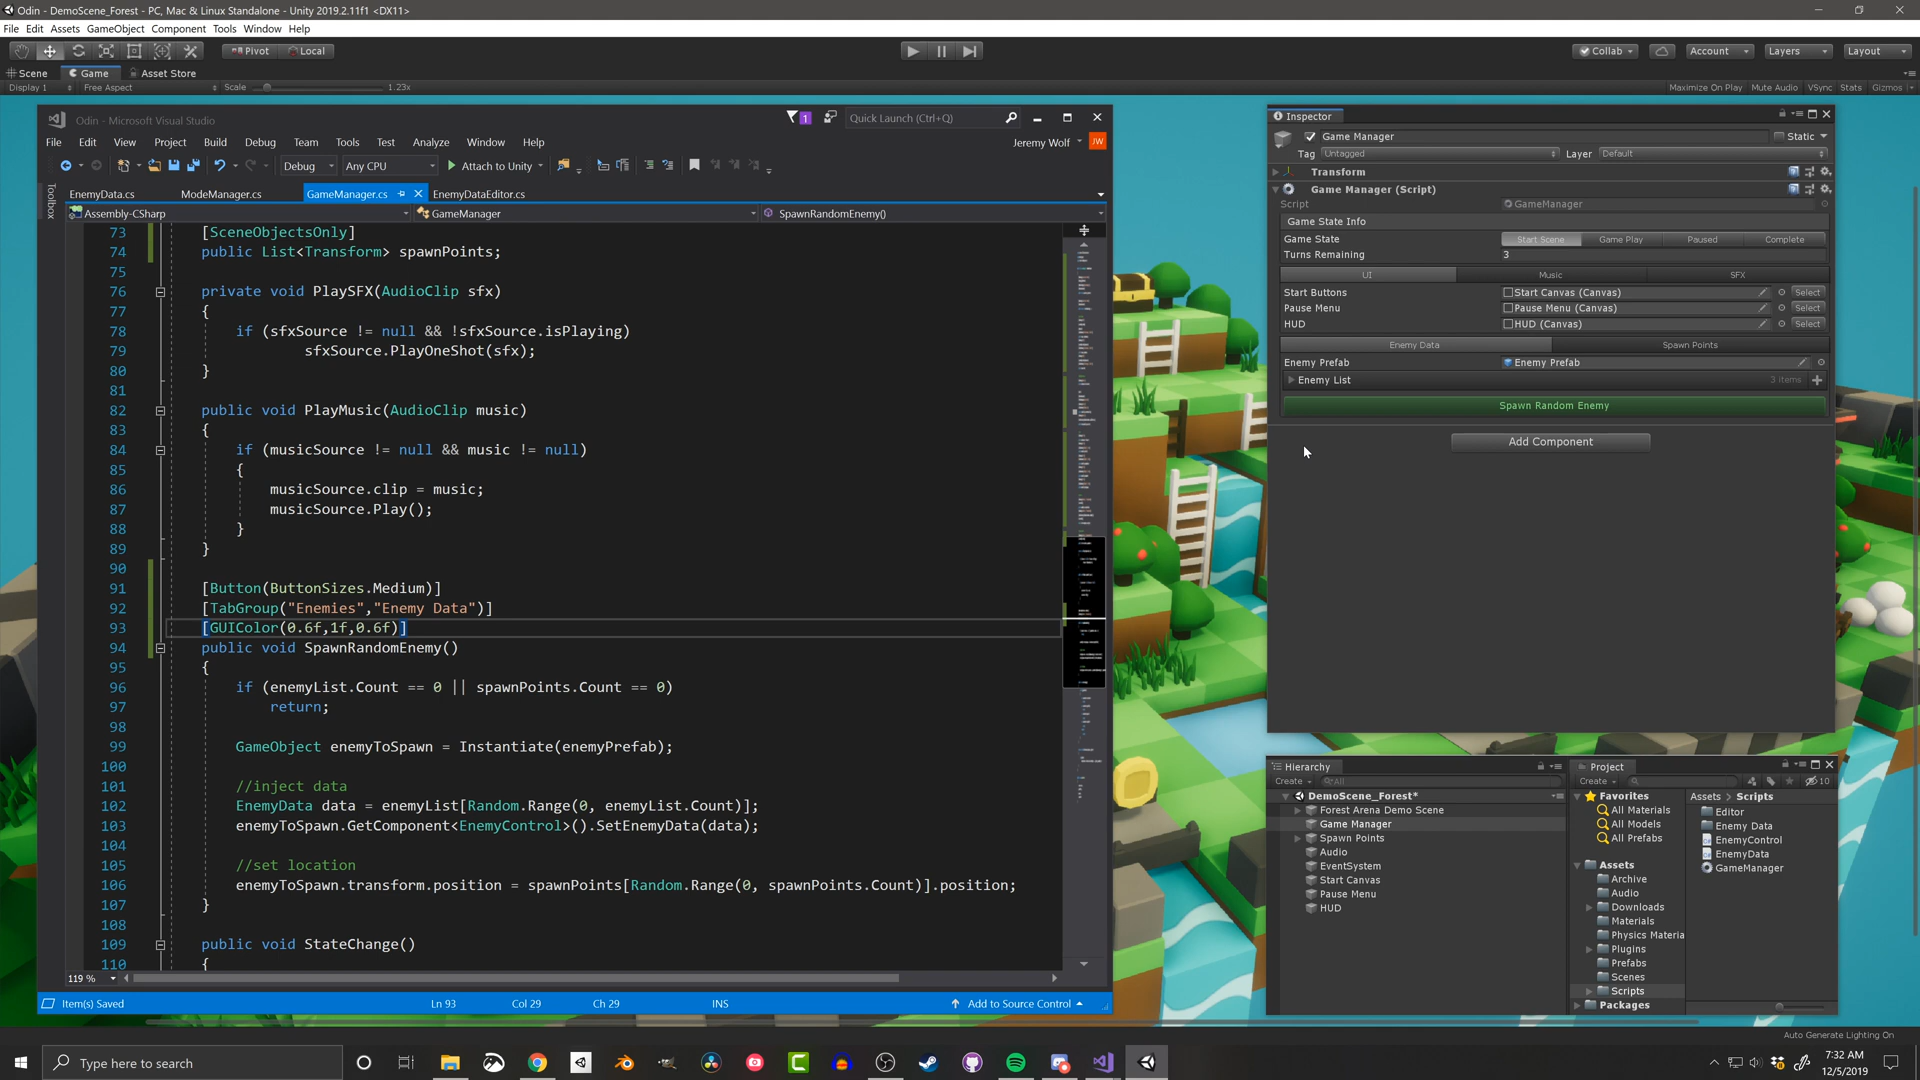 Odin - DemoScene_Forest - PC, Mac & Linux Standalone - Unity 2019.2.11f1 <DX11>
File Edit Assets GameObject Component Tools Window Help
Pivot Local
Collab Account Layers Layout
Scene Game Asset Store
Display 1 Free Aspect Scale 1.23x
Maximize On Play Mute Audio VSync Stats Gizmos
Odin - Microsoft Visual Studio
1
Quick Launch (Ctrl+Q)
File Edit View Project Build Debug Team Tools Test Analyze Window Help
Jeremy Wolf JW
Debug Any CPU Attach to Unity
Toolbox
EnemyData.cs ModeManager.cs GameManager.cs EnemyDataEditor.cs
Assembly-CSharp GameManager SpawnRandomEnemy()
73 [SceneObjectsOnly]
74 public List<Transform> spawnPoints;
75
76 private void PlaySFX(AudioClip sfx)
77 {
78 if (sfxSource != null && !sfxSource.isPlaying)
79 sfxSource.PlayOneShot(sfx);
80 }
81
82 public void PlayMusic(AudioClip music)
83 {
84 if (musicSource != null && music != null)
85 {
86 musicSource.clip = music;
87 musicSource.Play();
88 }
89 }
90
91 [Button(ButtonSizes.Medium)]
92 [TabGroup("Enemies","Enemy Data")]
93 [GUIColor(0.6f,1f,0.6f)]
94 public void SpawnRandomEnemy()
95 {
96 if (enemyList.Count == 0 || spawnPoints.Count == 0)
97 return;
98
99 GameObject enemyToSpawn = Instantiate(enemyPrefab);
100
101 //inject data
102 EnemyData data = enemyList[Random.Range(0, enemyList.Count)];
103 enemyToSpawn.GetComponent<EnemyControl>().SetEnemyData(data);
104
105 //set location
106 enemyToSpawn.transform.position = spawnPoints[Random.Range(0, spawnPoints.Count)].position;
107 }
108
109 public void StateChange()
110 {
119 %
Item(s) Saved Ln 93 Col 29 Ch 29 INS Add to Source Control
Inspector
Game Manager Static
Tag Untagged Layer Default
Transform
Game Manager (Script)
Script GameManager
Game State Info
Game State Start Scene Game Play Paused Complete
Turns Remaining 3
UI Music SFX
Start Buttons Start Canvas (Canvas) Select
Pause Menu Pause Menu (Canvas) Select
HUD HUD (Canvas) Select
Enemy Data Spawn Points
Enemy Prefab Enemy Prefab
Enemy List 3 items
Spawn Random Enemy
Add Component
Hierarchy
Create All
DemoScene_Forest*
Forest Arena Demo Scene
Game Manager
Spawn Points
Audio
EventSystem
Start Canvas
Pause Menu
HUD
Project
Create 10
Favorites
All Materials
All Models
All Prefabs
Assets
Archive
Audio
Downloads
Materials
Physics Materia
Plugins
Prefabs
Scenes
Scripts
Packages
Assets > Scripts
Editor
Enemy Data
EnemyControl
EnemyData
GameManager
Auto Generate Lighting On
Type here to search
7:32 AM
12/5/2019